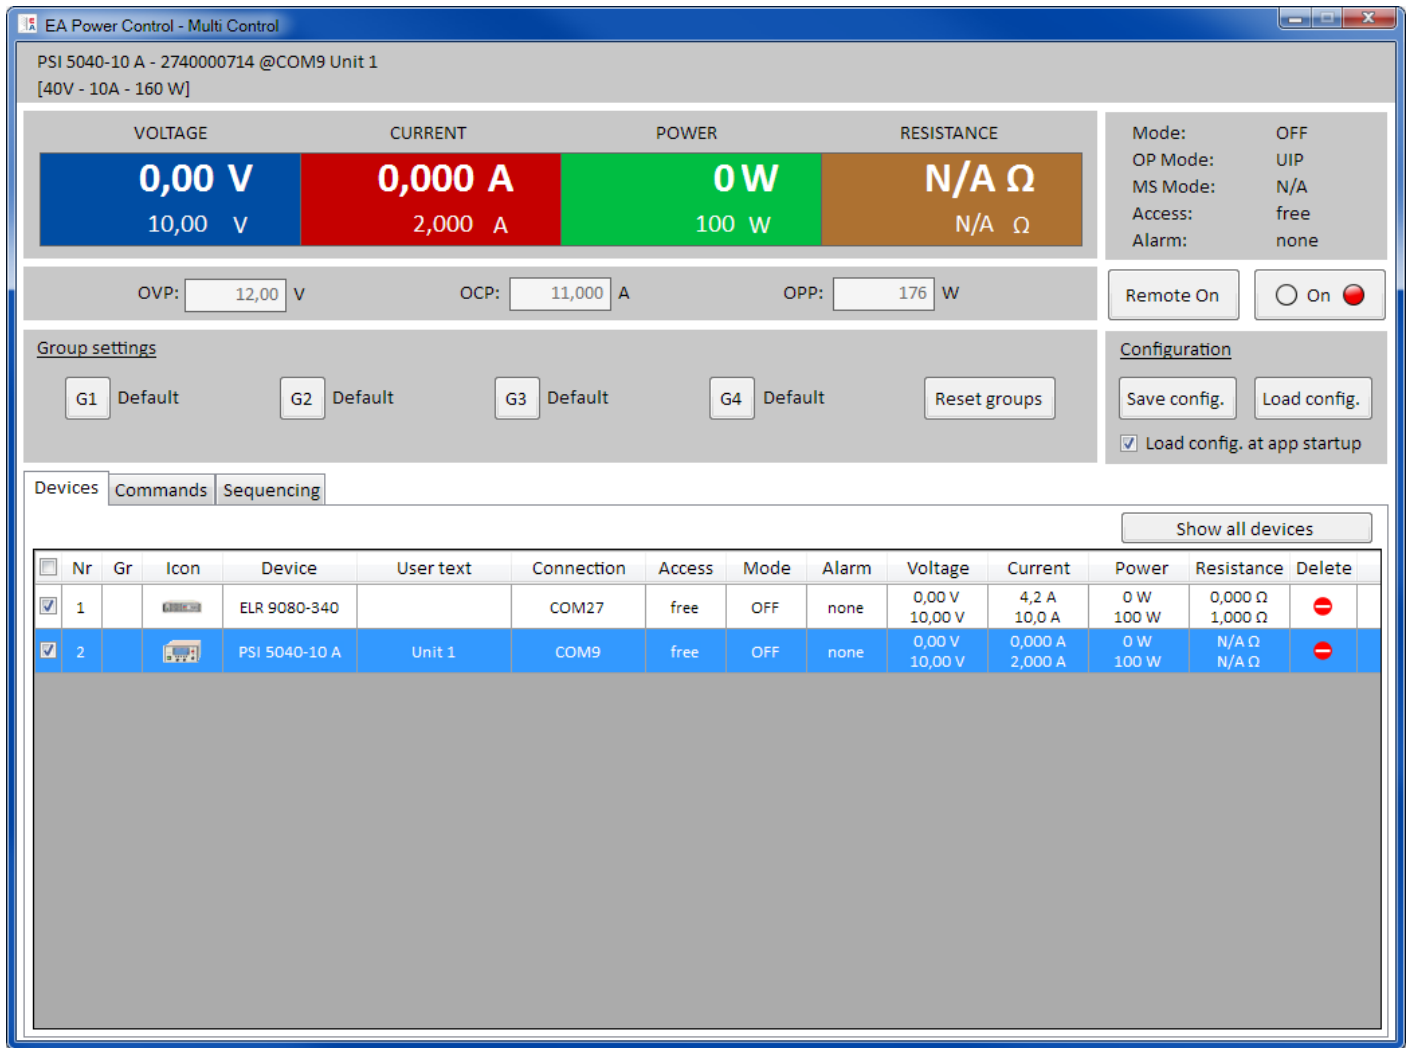 EA Power Control - Multi Control
PSI 5040-10 A - 2740000714 @COM9 Unit 1
[40V - 10A - 160 W]
VOLTAGE CURRENT POWER RESISTANCE
0,00 V 0,000 A 0 W N/A Ω
10,00 V 2,000 A 100 W N/A Ω
Mode: OFF
OP Mode: UIP
MS Mode: N/A
Access: free
Alarm: none
OVP: 12,00 V OCP: 11,000 A OPP: 176 W
Remote On On
Group settings
G1 Default G2 Default G3 Default G4 Default Reset groups
Configuration
Save config. Load config.
Load config. at app startup
Devices Commands Sequencing
Show all devices
Nr Gr Icon Device User text Connection Access Mode Alarm Voltage Current Power Resistance Delete
1 ELR 9080-340 COM27 free OFF none 0,00 V 4,2 A 0 W 0,000 Ω
10,00 V 10,0 A 100 W 1,000 Ω
2 PSI 5040-10 A Unit 1 COM9 free OFF none 0,00 V 0,000 A 0 W N/A Ω
10,00 V 2,000 A 100 W N/A Ω